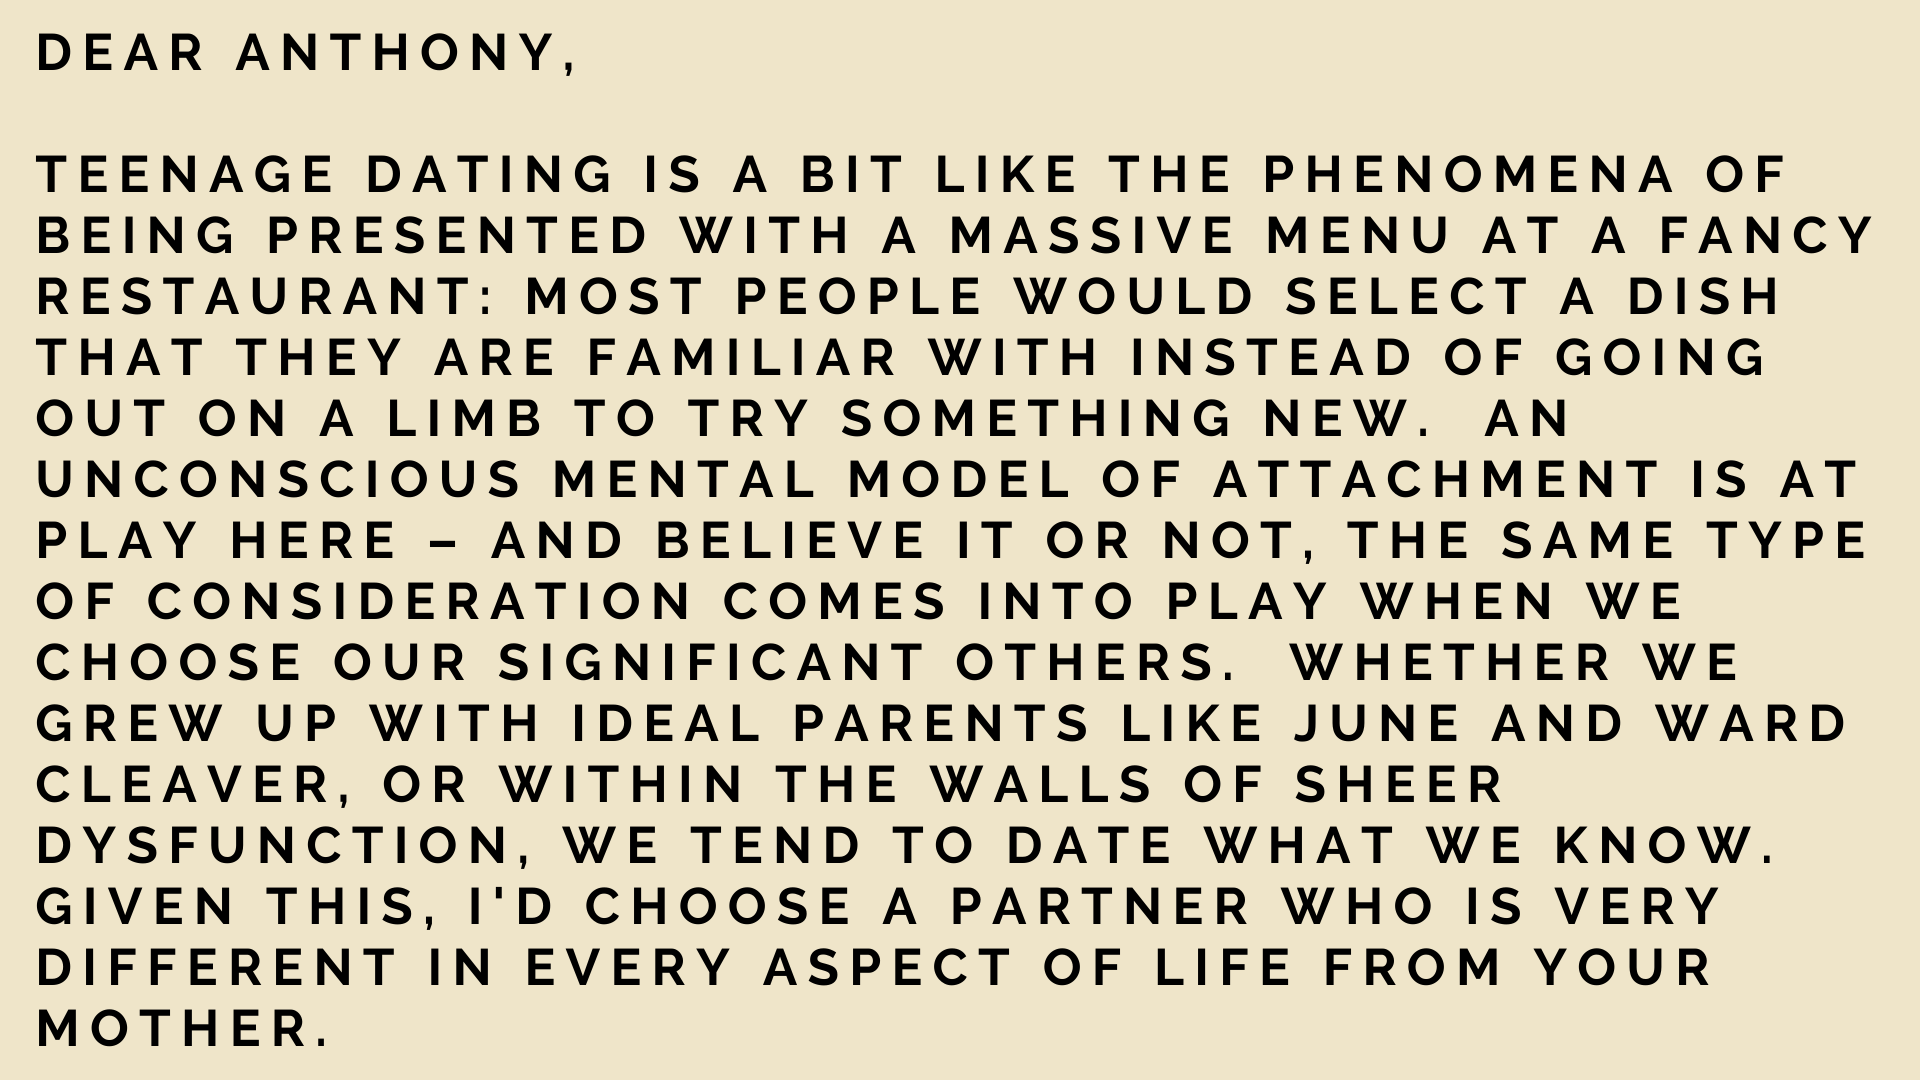 DEAR ANTHONY,
TEENAGE DATING IS A BIT LIKE THE PHENOMENA OF
BEING PRESENTED WITH A MASSIVE MENU AT A FANCY
RESTAURANT: MOST PEOPLE WOULD SELECT A DISH
THAT THEY ARE FAMILIAR WITH INSTEAD OF GOING
OUT ON A LIMB TO TRY SOMETHING NEW.  AN
UNCONSCIOUS MENTAL MODEL OF ATTACHMENT IS AT
PLAY HERE – AND BELIEVE IT OR NOT, THE SAME TYPE
OF CONSIDERATION COMES INTO PLAY WHEN WE
CHOOSE OUR SIGNIFICANT OTHERS.  WHETHER WE
GREW UP WITH IDEAL PARENTS LIKE JUNE AND WARD
CLEAVER, OR WITHIN THE WALLS OF SHEER
DYSFUNCTION, WE TEND TO DATE WHAT WE KNOW.
GIVEN THIS, I'D CHOOSE A PARTNER WHO IS VERY
DIFFERENT IN EVERY ASPECT OF LIFE FROM YOUR
MOTHER.